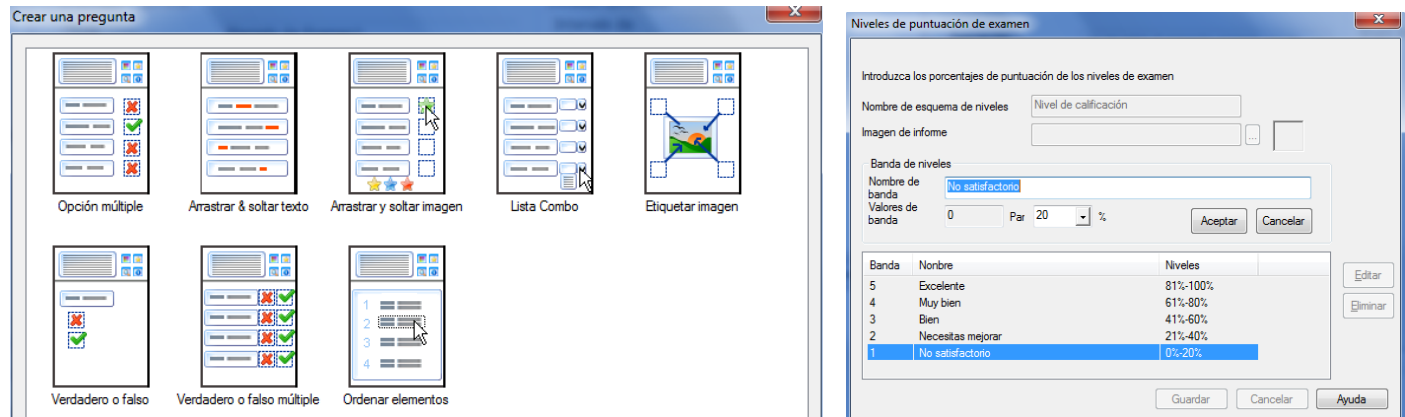 Crear una pregunta
Opción múltiple
Arrastrar & soltar texto
Arrastrar y soltar imagen
Lista Combo
Etiquetar imagen
1
2
3
4
Verdadero o falso
Verdadero o falso múltiple
Ordenar elementos
Niveles de puntuación de examen
Introduzca los porcentajes de puntuación de los niveles de examen
Nombre de esquema de niveles Nivel de calificación
Imagen de informe ...
Banda de niveles
Nombre de banda No satisfactorio
Valores de banda 0 Par 20 %
Aceptar Cancelar
Banda Nonbre Niveles
5 Excelente 81%-100%
4 Muy bien 61%-80%
3 Bien 41%-60%
2 Necesitas mejorar 21%-40%
1 No satisfactorio 0%-20%
Editar
Eliminar
Guardar Cancelar Ayuda